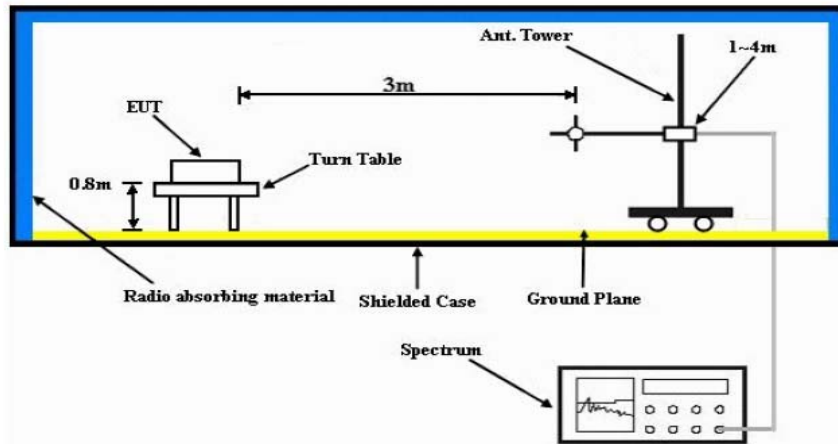 Ant. Tower
1~4m
3m
EUT
Turn Table
0.8m
Radio absorbing material
Shielded Case
Ground Plane
Spectrum